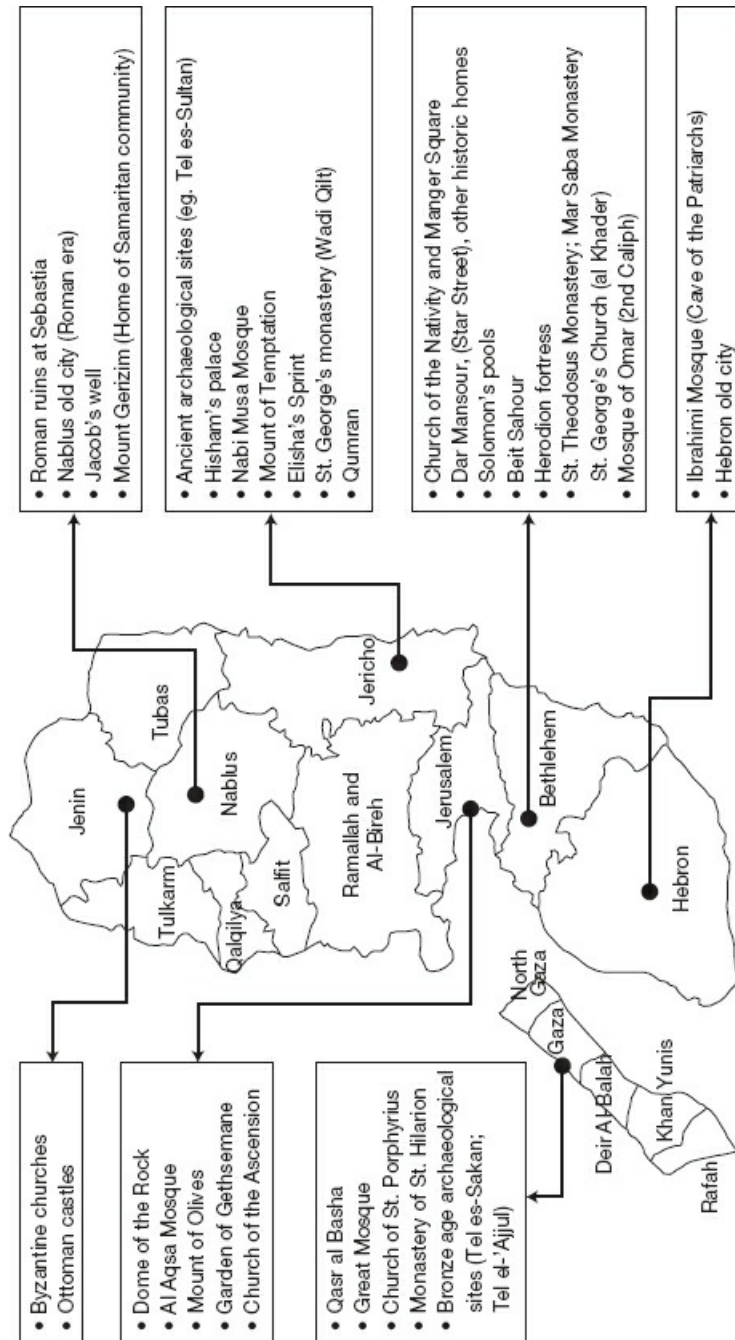 • Byzantine churches
• Ottoman castles
• Dome of the Rock
• Al Aqsa Mosque
• Mount of Olives
• Garden of Gethsemane
• Church of the Ascension
• Qasr al Basha
• Great Mosque
• Church of St. Porphyrius
• Monastery of St. Hilarion
• Bronze age archaeological
sites (Tel es-Sakan;
Tel el-'Ajjul)
Jenin
Tubas
Tulkarm
Nablus
Qalqilya
Salfit
Ramallah and
Al-Bireh
Jericho
Jerusalem
Bethlehem
Hebron
North
Gaza
Gaza
Deir Al-Balah
Khan Yunis
Rafah
• Roman ruins at Sebastia
• Nablus old city (Roman era)
• Jacob's well
• Mount Gerizim (Home of Samaritan community)
• Ancient archaeological sites (eg. Tel es-Sultan)
• Hisham's palace
• Nabi Musa Mosque
• Mount of Temptation
• Elisha's Sprint
• St. George's monastery (Wadi Qilt)
• Qumran
• Church of the Nativity and Manger Square
• Dar Mansour, (Star Street), other historic homes
• Solomon's pools
• Beit Sahour
• Herodion fortress
• St. Theodosus Monastery; Mar Saba Monastery
St. George's Church (al Khader)
• Mosque of Omar (2nd Caliph)
• Ibrahimi Mosque (Cave of the Patriarchs)
• Hebron old city